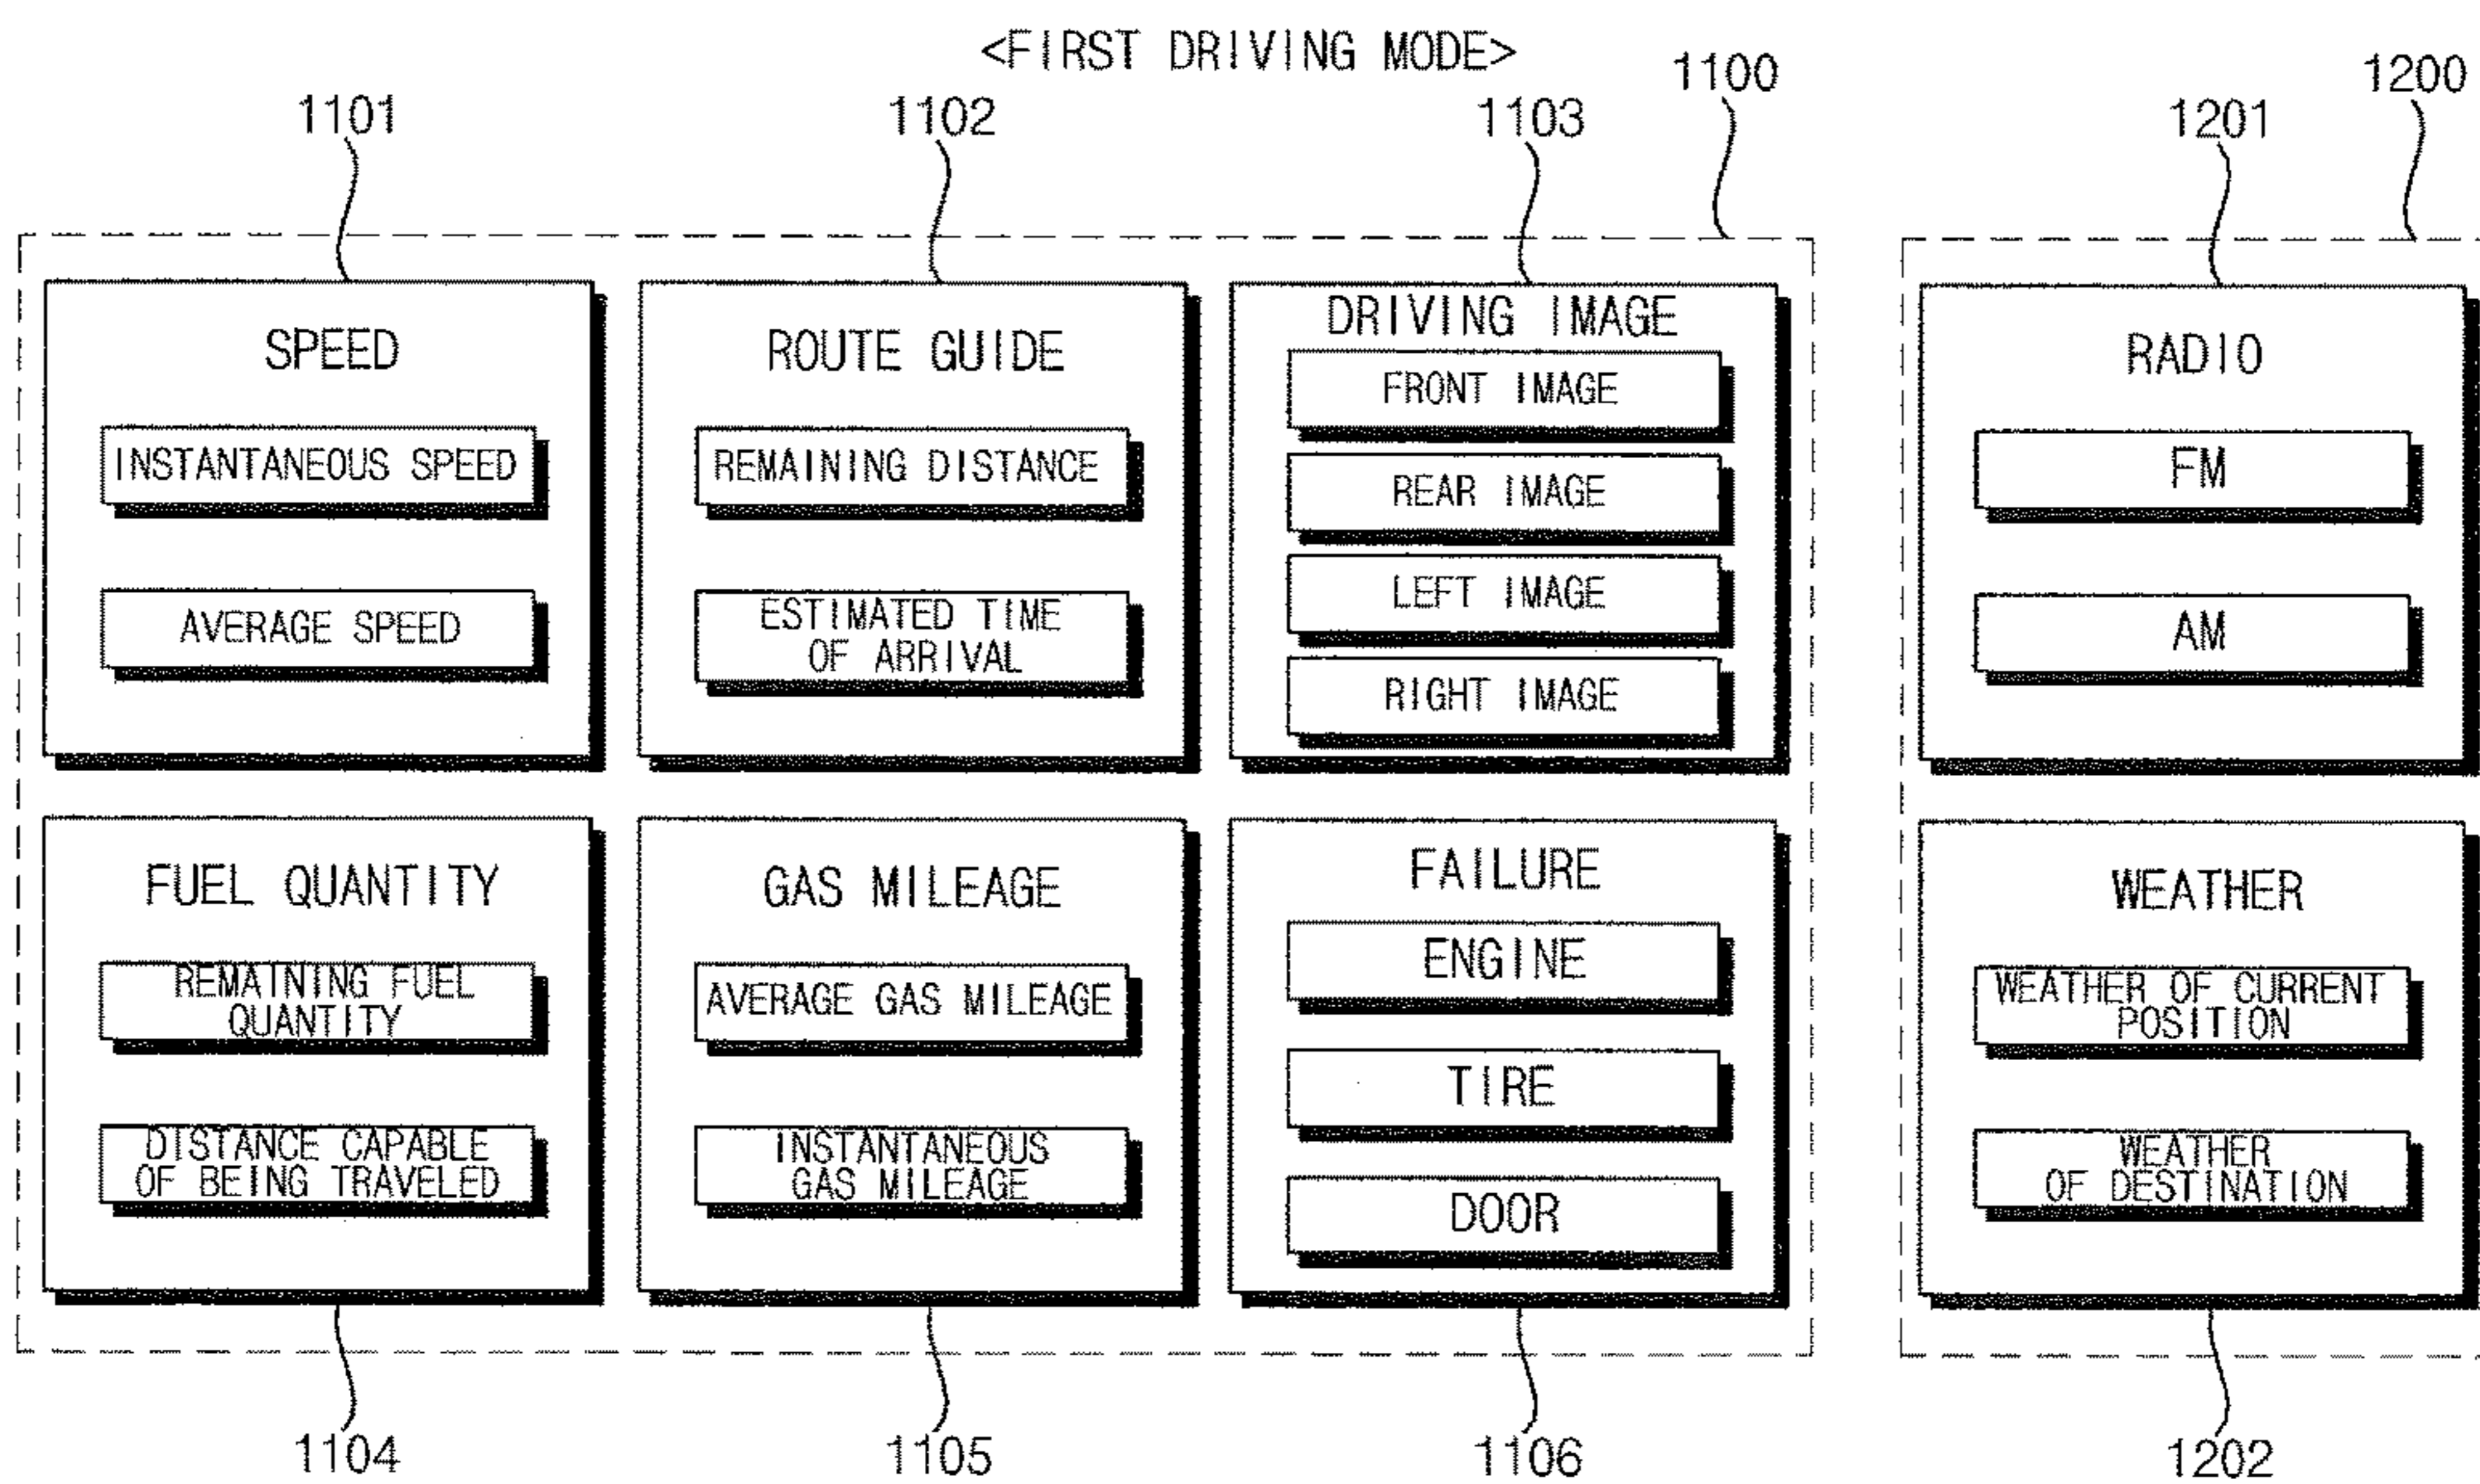 <FIRST DRIVING MODE>
1100
1200
1101
1102
1103
1201
SPEED
INSTANTANEOUS SPEED
AVERAGE SPEED
ROUTE GUIDE
REMAINING DISTANCE
ESTIMATED TIME
OF ARRIVAL
DRIVING IMAGE
FRONT IMAGE
REAR IMAGE
LEFT IMAGE
RIGHT IMAGE
RADIO
FM
AM
FUEL QUANTITY
REMATNING FUEL
QUANTITY
DISTANCE CAPABLE
OF BEING TRAVELED
GAS MILEAGE
AVERAGE GAS MILEAGE
INSTANTANEOUS
GAS MILEAGE
FAILURE
ENGINE
TIRE
DOOR
WEATHER
WEATHER OF CURRENT
POSITION
WEATHER
OF DESTINATION
1104
1105
1106
1202